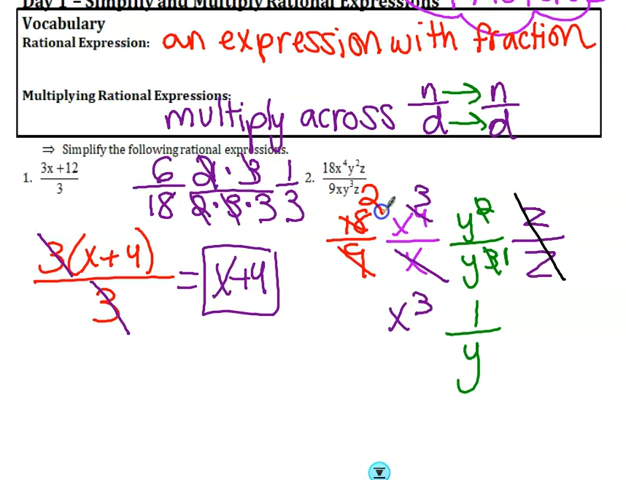 Day 1 – Simplify and Multiply Rational Expressions
Vocabulary
Rational Expression: an expression with fraction
Multiplying Rational Expressions:
multiply across n/d → n/d
⇒ Simplify the following rational expressions.
1. (3x + 12)/3
6/18 (2 · 3)/(2 · 3 · 3) 1/3
2. (18x⁴y²z)/(9xy³z)
3(x+4)/3 = x+4
18/9 2 x⁴/x 3 y²/y³ 1 z/z
x³ 1/y